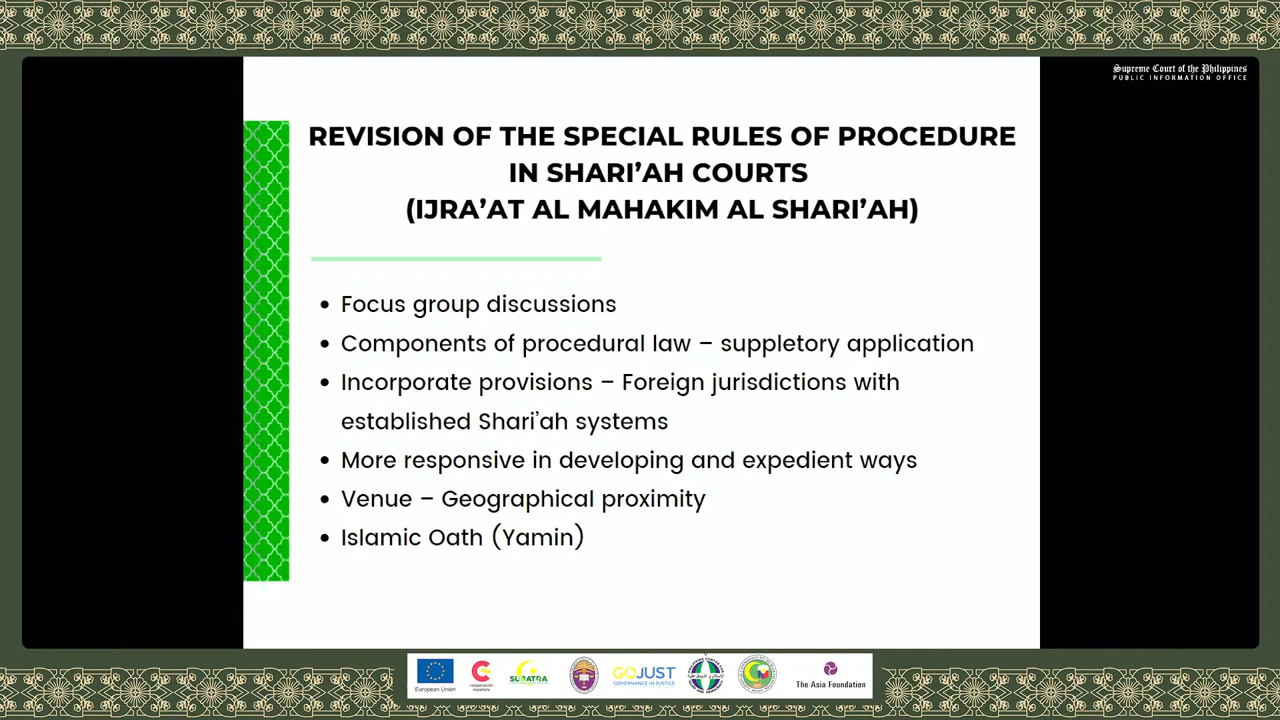 Supreme Court of the Philippines
PUBLIC INFORMATION OFFICE
REVISION OF THE SPECIAL RULES OF PROCEDURE
IN SHARI’AH COURTS
(IJRA’AT AL MAHAKIM AL SHARI’AH)
• Focus group discussions
• Components of procedural law – suppletory application
• Incorporate provisions – Foreign jurisdictions with
established Shari’ah systems
• More responsive in developing and expedient ways
• Venue – Geographical proximity
• Islamic Oath (Yamin)
European Union
cooperación
española
SUBATRA
GOJUST
GOVERNANCE IN JUSTICE
The Asia Foundation